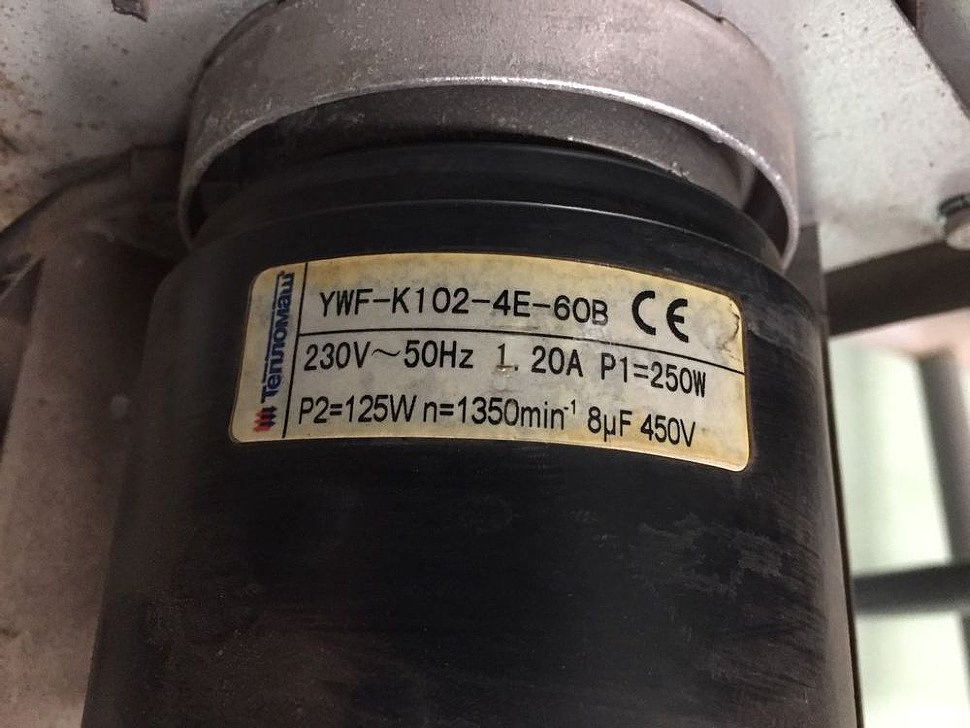 Тепломаш
YWF-K102-4E-60B CE
230V~50Hz 1.20A P1=250W
P2=125W n=1350min⁻¹ 8µF 450V